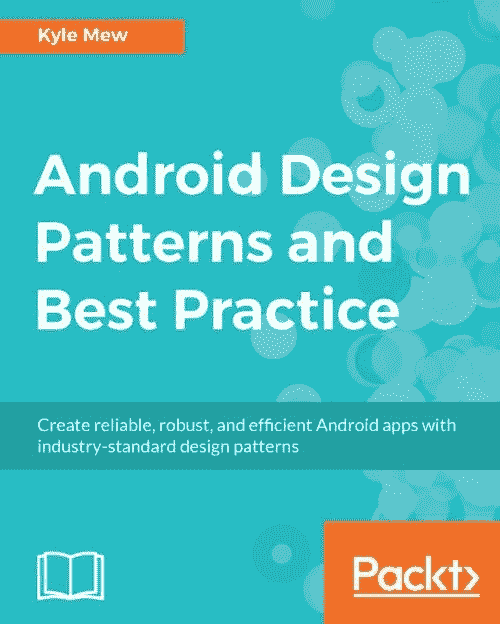 Kyle Mew
Android Design
Patterns and
Best Practice
Create reliable, robust, and efficient Android apps with
industry-standard design patterns
Packt>